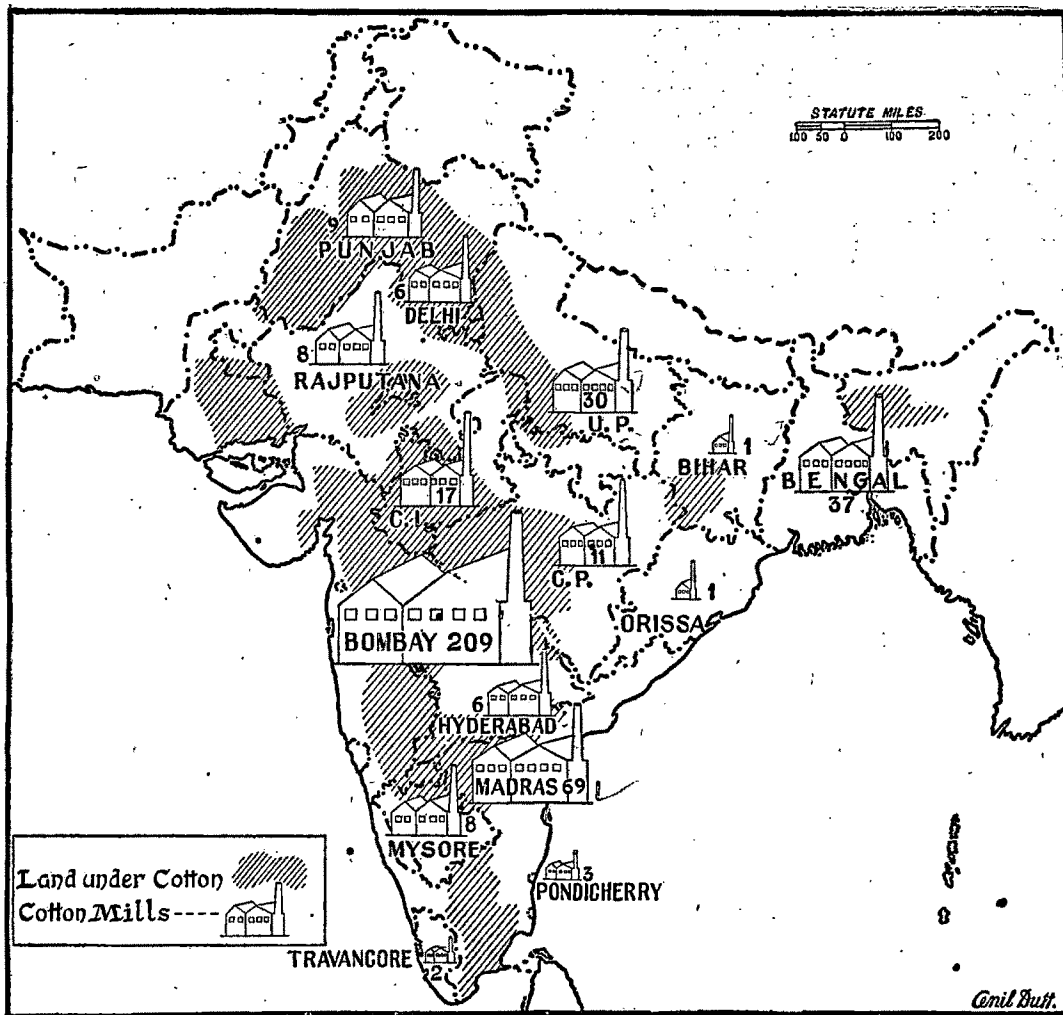 STATUTE MILES
100 50 0 100 200
9
PUNJAB
6
DELHI
8
RAJPUTANA
30
U. P.
1
BIHAR
BENGAL
37
17
C. I.
11
C. P.
1
ORISSA
BOMBAY 209
6
HYDERABAD
MADRAS 69
8
MYSORE
3
PONDICHERRY
Land under Cotton
Cotton Mills
TRAVANCORE
2
Anil Dutt.